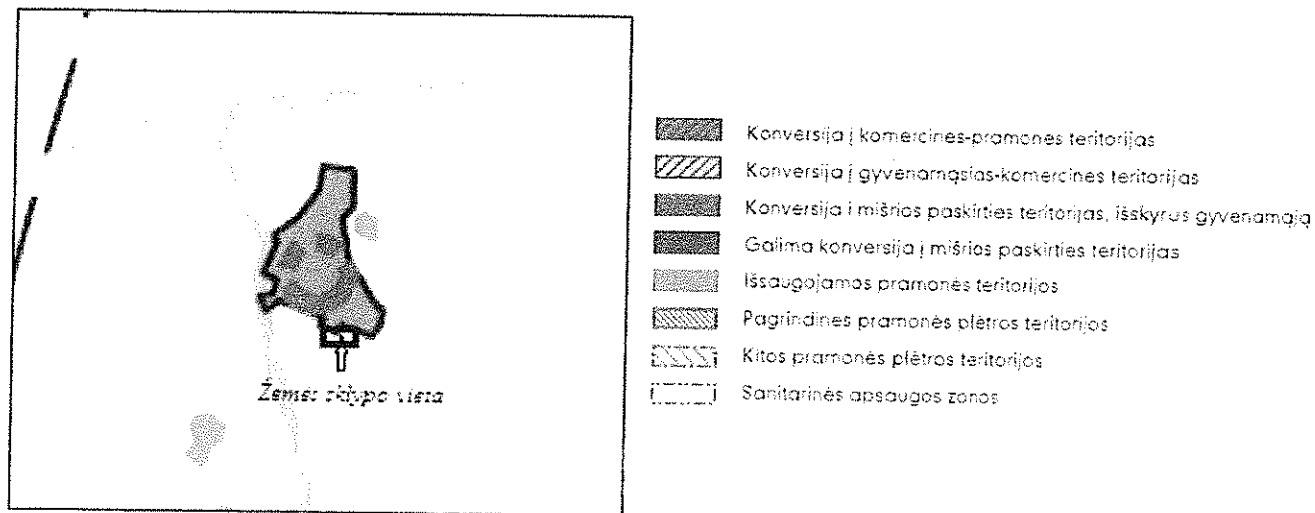 Žemės sklypo vieta
Konversija į komercines-pramonės teritorijas
Konversija į gyvenamąsias-komercines teritorijas
Konversija į mišrios paskirties teritorijas, išskyrus gyvenamąją
Galima konversija į mišrios paskirties teritorijas
Išsaugojamos pramonės teritorijos
Pagrindinės pramonės plėtros teritorijos
Kitos pramonės plėtros teritorijos
Sanitarinės apsaugos zonos